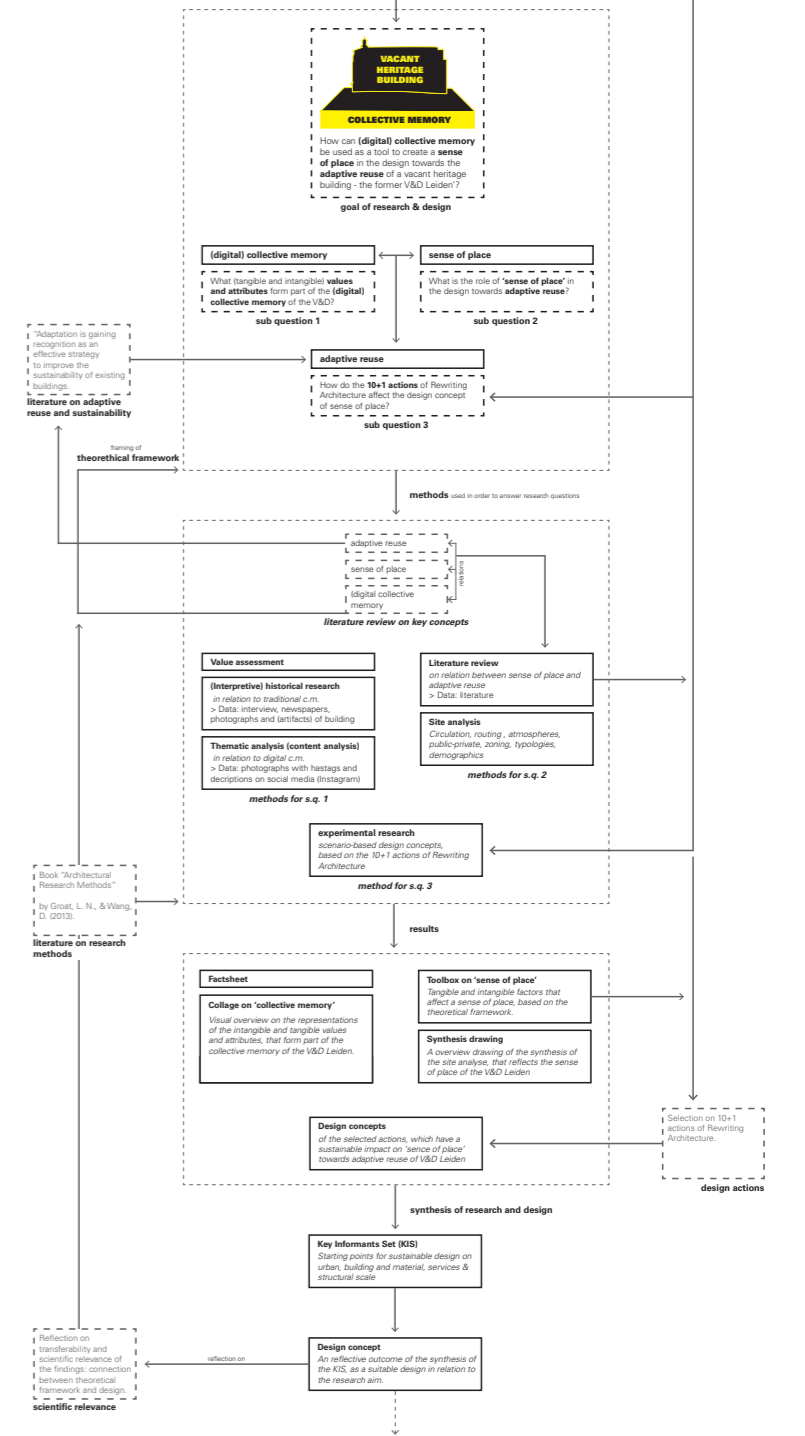 VACANT
HERITAGE
BUILDING
COLLECTIVE MEMORY
How can (digital) collective memory
be used as a tool to create a sense
of place in the design towards the
adaptive reuse of a vacant heritage
building - the former V&D Leiden'?
goal of research & design
(digital) collective memory
What (tangible and intangible) values
and attributes form part of the (digital)
collective memory of the V&D?
sub question 1
sense of place
What is the role of 'sense of place' in
the design towards adaptive reuse?
sub question 2
"Adaptation is gaining
recognition as an
effective strategy
to improve the
sustainability of existing
buildings.
literature on adaptive
reuse and sustainability
adaptive reuse
How do the 10+1 actions of Rewriting
Architecture affect the design concept
of sense of place?
sub question 3
framing of
theorethical framework
methods used in order to answer research questions
adaptive reuse
sense of place
(digital collective
memory
relations
literature review on key concepts
Value assessment
(Interpretive) historical research
in relation to traditional c.m.
> Data: interview, newspapers,
photographs and (artifacts) of building
Thematic analysis (content analysis)
in relation to digital c.m.
> Data: photographs with hastags and
decriptions on social media (Instagram)
methods for s.q. 1
Literature review
on relation between sense of place and
adaptive reuse
> Data: literature
Site analysis
Circulation, routing , atmospheres,
public-private, zoning, typologies,
demographics
methods for s.q. 2
experimental research
scenario-based design concepts,
based on the 10+1 actions of Rewriting
Architecture
method for s.q. 3
Book "Architectural
Research Methods"
by Groat, L. N., & Wang,
D. (2013).
literature on research
methods
results
Factsheet
Collage on 'collective memory'
Visual overview on the representations
of the intangible and tangible values
and attributes, that form part of the
collective memory of the V&D Leiden.
Toolbox on 'sense of place'
Tangible and intangible factors that
affect a sense of place, based on the
theoretical framework.
Synthesis drawing
A overview drawing of the synthesis of
the site analyse, that reflects the sense
of place of the V&D Leiden
Design concepts
of the selected actions, which have a
sustainable impact on 'sence of place'
towards adaptive reuse of V&D Leiden
Selection on 10+1
actions of Rewriting
Architecture.
design actions
synthesis of research and design
Key Informants Set (KIS)
Starting points for sustainable design on
urban, building and material, services &
structural scale
Design concept
An reflective outcome of the synthesis of
the KIS, as a suitable design in relation to
the research aim.
reflection on
Reflection on
transferability and
scientific relevance of
the findings: connection
between theoretical
framework and design.
scientific relevance